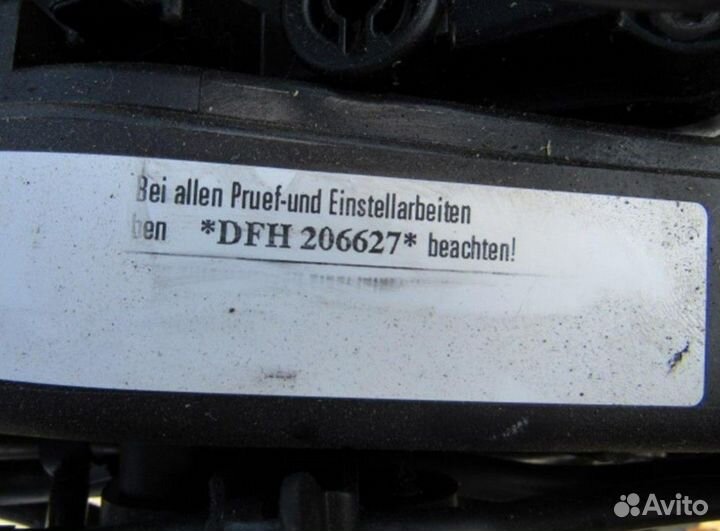 Bei allen Pruef-und Einstellarbeiten
ben *DFH 206627* beachten!
Avito